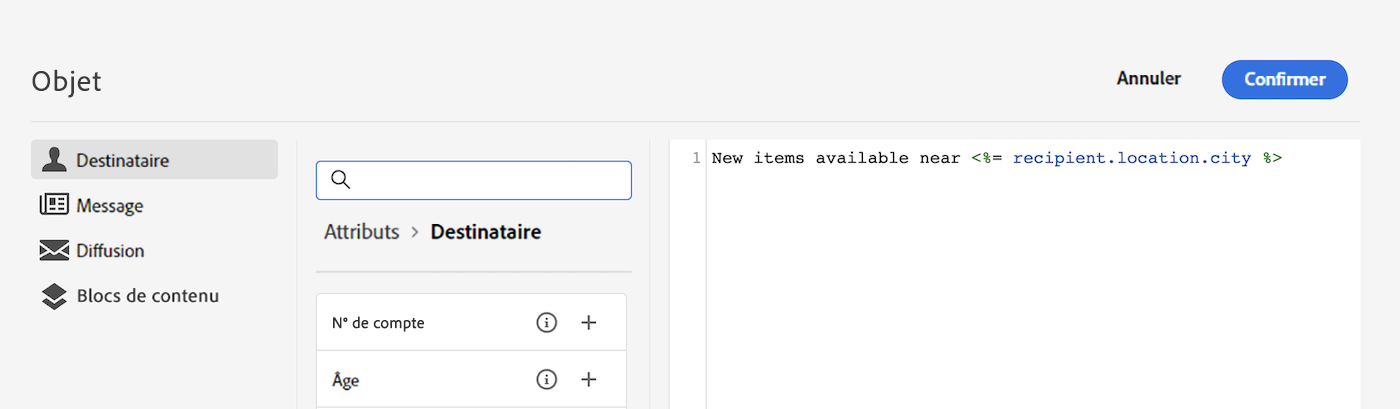 Objet
Annuler
Confirmer
Destinataire
Message
Diffusion
Blocs de contenu
Attributs > Destinataire
N° de compte
Âge
1 New items available near <%= recipient.location.city %>